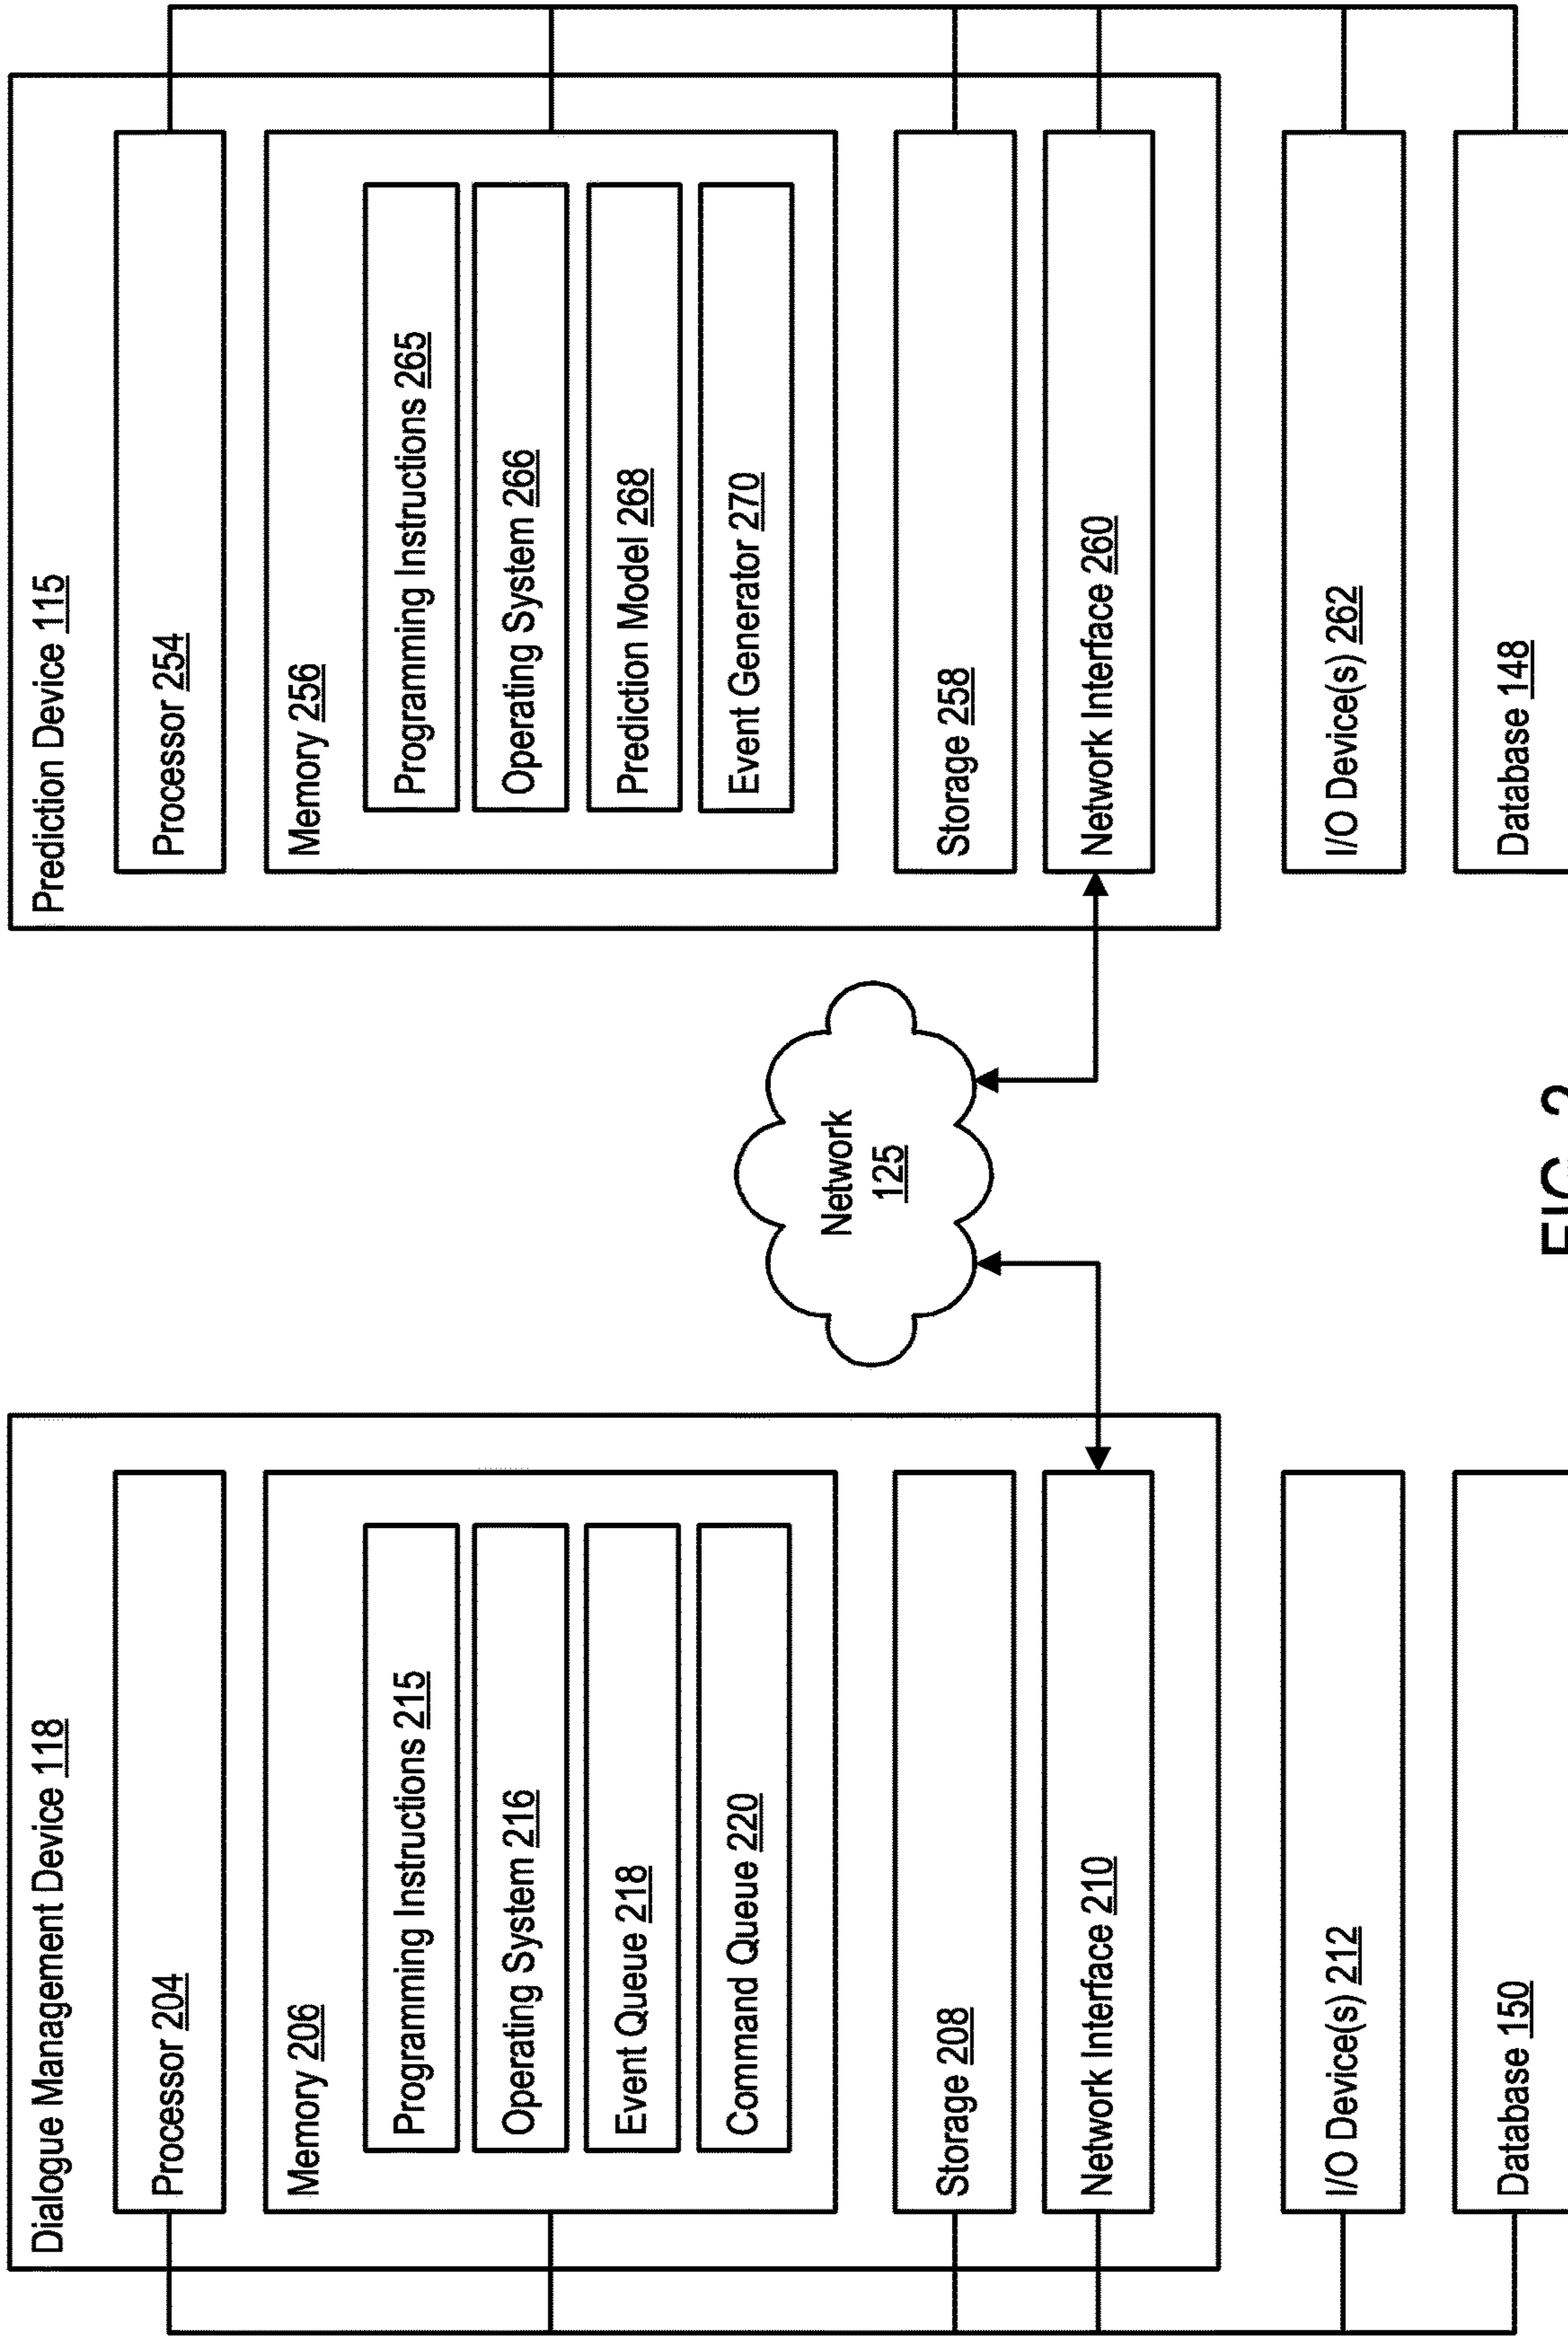 Dialogue Management Device 118
Processor 204
Memory 206
Programming Instructions 215
Operating System 216
Event Queue 218
Command Queue 220
Storage 208
Network Interface 210
I/O Device(s) 212
Database 150
Network
125
Prediction Device 115
Processor 254
Memory 256
Programming Instructions 265
Operating System 266
Prediction Model 268
Event Generator 270
Storage 258
Network Interface 260
I/O Device(s) 262
Database 148
FIG. 2